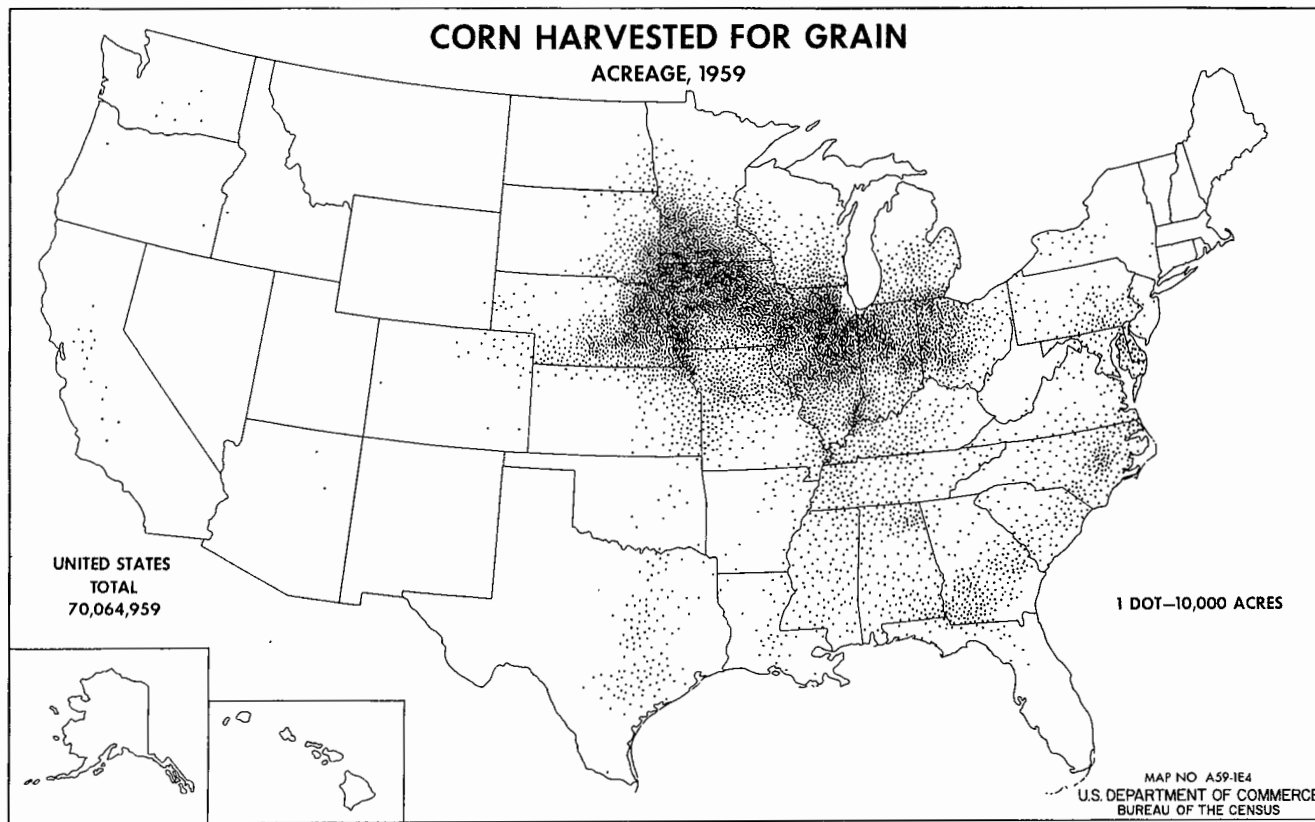 CORN HARVESTED FOR GRAIN
ACREAGE, 1959
UNITED STATES
TOTAL
70,064,959
1 DOT—10,000 ACRES
MAP NO A59-1E4
U.S. DEPARTMENT OF COMMERCE
BUREAU OF THE CENSUS